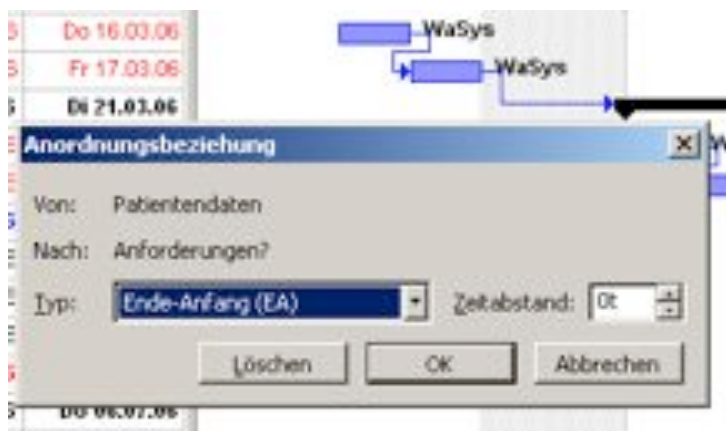 Do 16.03.06 WaSys
Fr 17.03.06 WaSys
Di 21.03.06
Anordnungsbeziehung
Von: Patientendaten
Nach: Anforderungen?
Typ: Ende-Anfang (EA) Zeitabstand: 0t
Löschen OK Abbrechen
Do 06.07.06